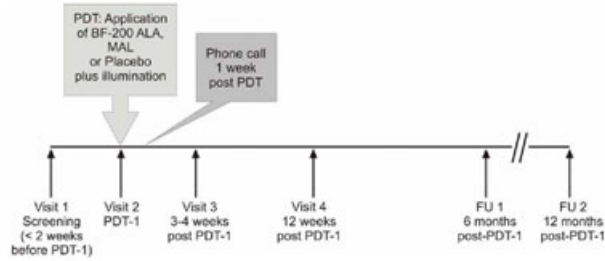 PDT: Application
of BF-200 ALA,
MAL
or Placebo
plus illumination
Phone call
1 week
post PDT
Visit 1
Screening
(< 2 weeks
before PDT-1)
Visit 2
PDT-1
Visit 3
3-4 weeks
post PDT-1
Visit 4
12 weeks
post PDT-1
FU 1
6 months
post-PDT-1
FU 2
12 months
post-PDT-1